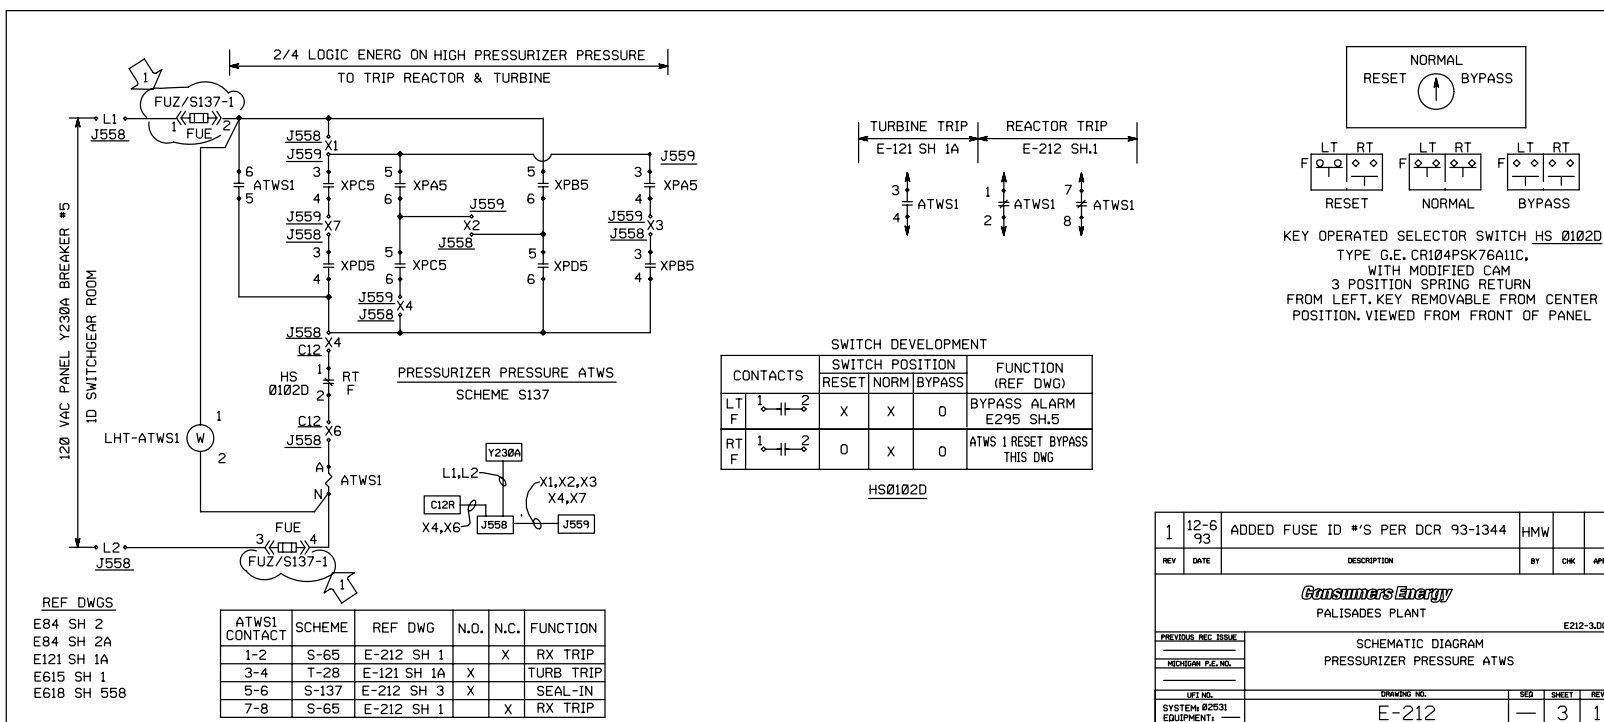 2/4 LOGIC ENERG ON HIGH PRESSURIZER PRESSURE
TO TRIP REACTOR & TURBINE
1
FUZ/S137-1
1 2
FUE
L1
J558
120 VAC PANEL Y230A BREAKER #5
1D SWITCHGEAR ROOM
6
ATWS1
5
J558
X1
J559
J559
3
XPC5
4
5
XPA5
6
5
XPB5
6
3
XPA5
4
J559
X7
J558
J559
X2
J558
J559
X3
J558
3
XPD5
4
5
XPC5
6
5
XPD5
6
3
XPB5
4
J559
X4
J558
J558
X4
C12
HS
0102D
1
RT
F
2
C12
X6
J558
LHT-ATWS1
W
1
2
A
ATWS1
N
FUE
3 4
FUZ/S137-1
1
L2
J558
PRESSURIZER PRESSURE ATWS
SCHEME S137
Y230A
L1,L2
C12R
X4,X6
J558
X1,X2,X3
X4,X7
J559
TURBINE TRIP
E-121 SH 1A
REACTOR TRIP
E-212 SH.1
3
ATWS1
4
1
ATWS1
2
7
ATWS1
8
NORMAL
RESET BYPASS
LT RT
F
RESET
LT RT
F
NORMAL
LT RT
F
BYPASS
KEY OPERATED SELECTOR SWITCH HS 0102D
TYPE G.E. CR104PSK76A11C,
WITH MODIFIED CAM
3 POSITION SPRING RETURN
FROM LEFT. KEY REMOVABLE FROM CENTER
POSITION. VIEWED FROM FRONT OF PANEL
SWITCH DEVELOPMENT
CONTACTS SWITCH POSITION FUNCTION
RESET NORM BYPASS (REF DWG)
LT F 1 2 X X O BYPASS ALARM
E295 SH.5
RT F 1 2 O X O ATWS 1 RESET BYPASS
THIS DWG
HS0102D
REF DWGS
E84 SH 2
E84 SH 2A
E121 SH 1A
E615 SH 1
E618 SH 558
ATWS1 CONTACT SCHEME REF DWG N.O. N.C. FUNCTION
1-2 S-65 E-212 SH 1 X RX TRIP
3-4 T-28 E-121 SH 1A X TURB TRIP
5-6 S-137 E-212 SH 3 X SEAL-IN
7-8 S-65 E-212 SH 1 X RX TRIP
1 12-6 93 ADDED FUSE ID #'S PER DCR 93-1344 HMW
REV DATE DESCRIPTION BY CHK
Consumers Energy
PALISADES PLANT
PREVIOUS REC ISSUE
MICHIGAN P.E. NO.
SCHEMATIC DIAGRAM
PRESSURIZER PRESSURE ATWS
UFI NO. DRAWING NO. SEQ SHEET REV
SYSTEM: 02531
EQUIPMENT: —
E-212 — 3 1